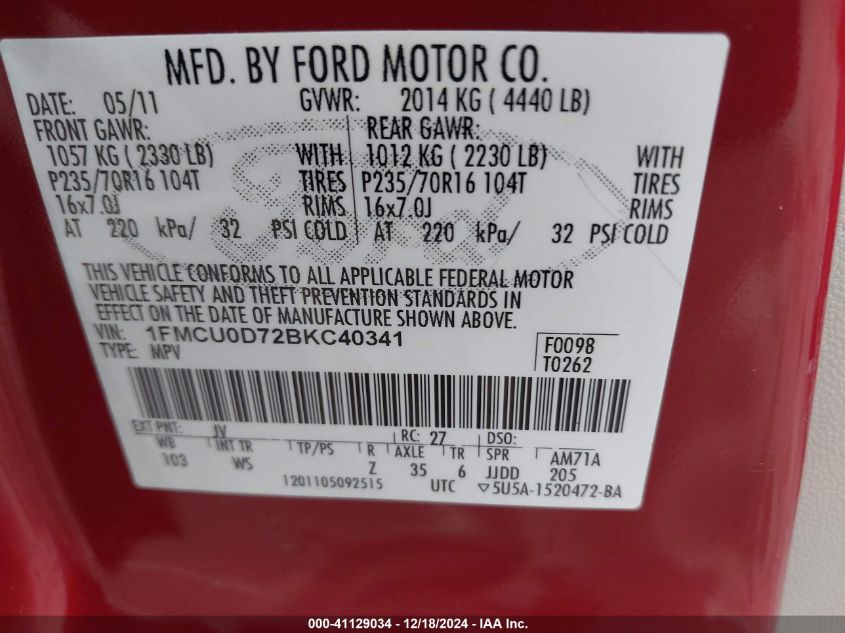 MFD. BY FORD MOTOR CO.
DATE: 05/11 GVWR: 2014 KG ( 4440 LB)
FRONT GAWR: REAR GAWR:
1057 KG ( 2330 LB) WITH 1012 KG ( 2230 LB) WITH
P235/70R16 104T TIRES P235/70R16 104T TIRES
16x7.0J RIMS 16x7.0J RIMS
AT 220 kPa/ 32 PSI COLD AT 220 kPa/ 32 PSI COLD
THIS VEHICLE CONFORMS TO ALL APPLICABLE FEDERAL MOTOR
VEHICLE SAFETY AND THEFT PREVENTION STANDARDS IN
EFFECT ON THE DATE OF MANUFACTURE SHOWN ABOVE.
VIN: 1FMCU0D72BKC40341 F0098
TYPE: MPV T0262
EXT PNT: JV RC: 27 DSO:
WB INT TR TP/PS R AXLE TR SPR AM71A
103 WS Z 35 6 JJDD 205
1201105092515 UTC ▽5U5A-1520472-BA
Ford
000-41129034 - 12/18/2024 - IAA Inc.